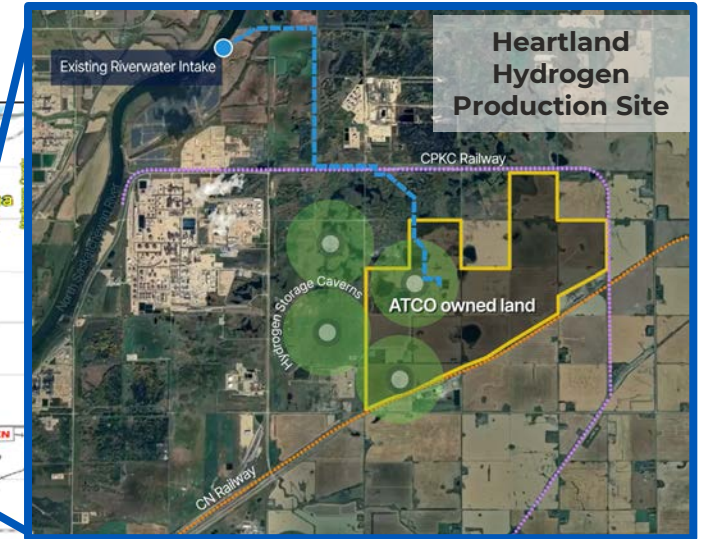 Heartland
Hydrogen
Production Site
Existing Riverwater Intake
CPKC Railway
a
North Saskatchewan River
Hydrogen Storage Caverns
ATCO owned land
EN
CN Railway